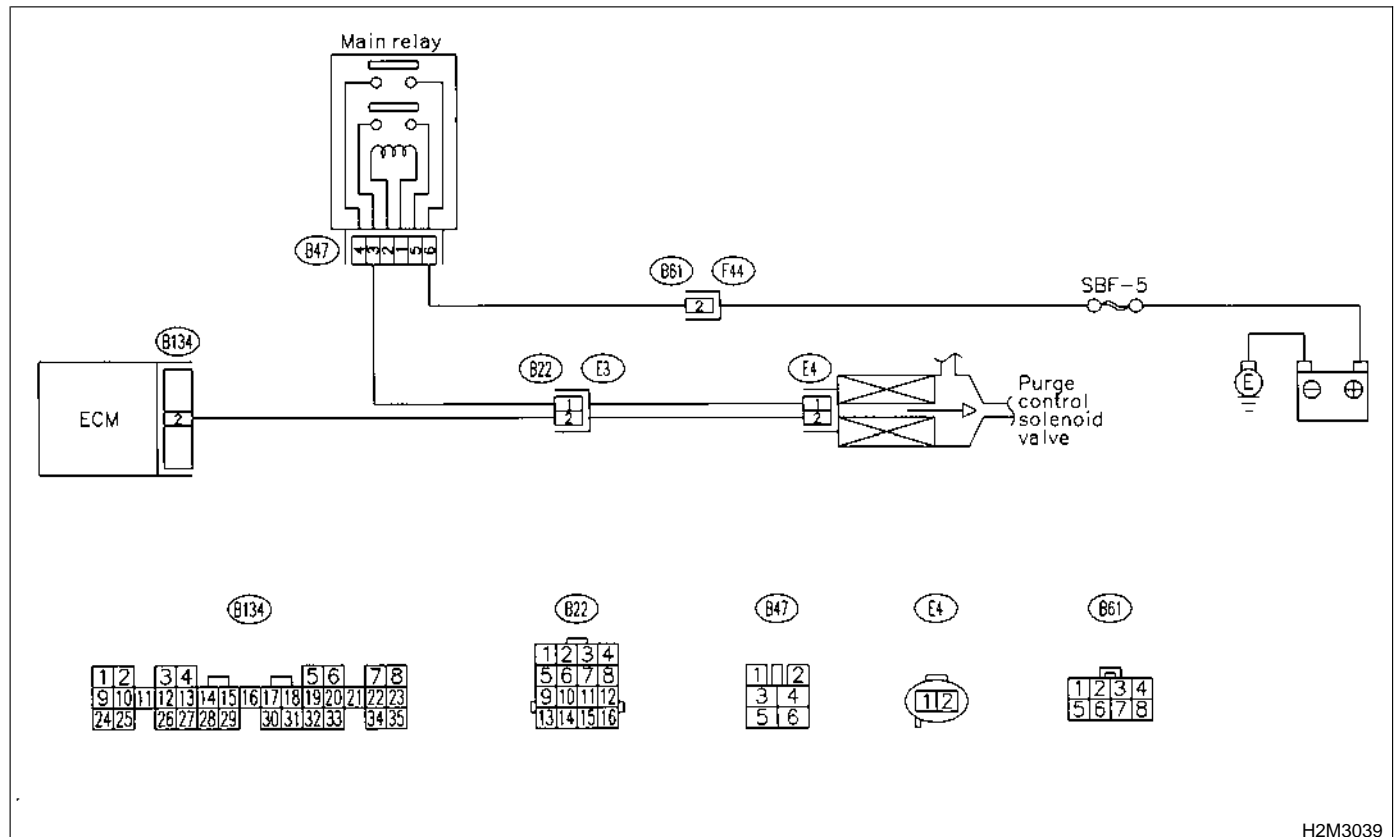 Main relay
B47
4 3 2 1 5 6
B61 F44
2
SBF-5
B134
ECM
2
B22 E3
1
2
E4
1
2
Purge
control
solenoid
valve
E
⊖ ⊕
B134
1 2 3 4 5 6 7 8
9 10 11 12 13 14 15 16 17 18 19 20 21 22 23
24 25 26 27 28 29 30 31 32 33 34 35
B22
1 2 3 4
5 6 7 8
9 10 11 12
13 14 15 16
B47
1 2
3 4
5 6
E4
1 2
B61
1 2 3 4
5 6 7 8
H2M3039